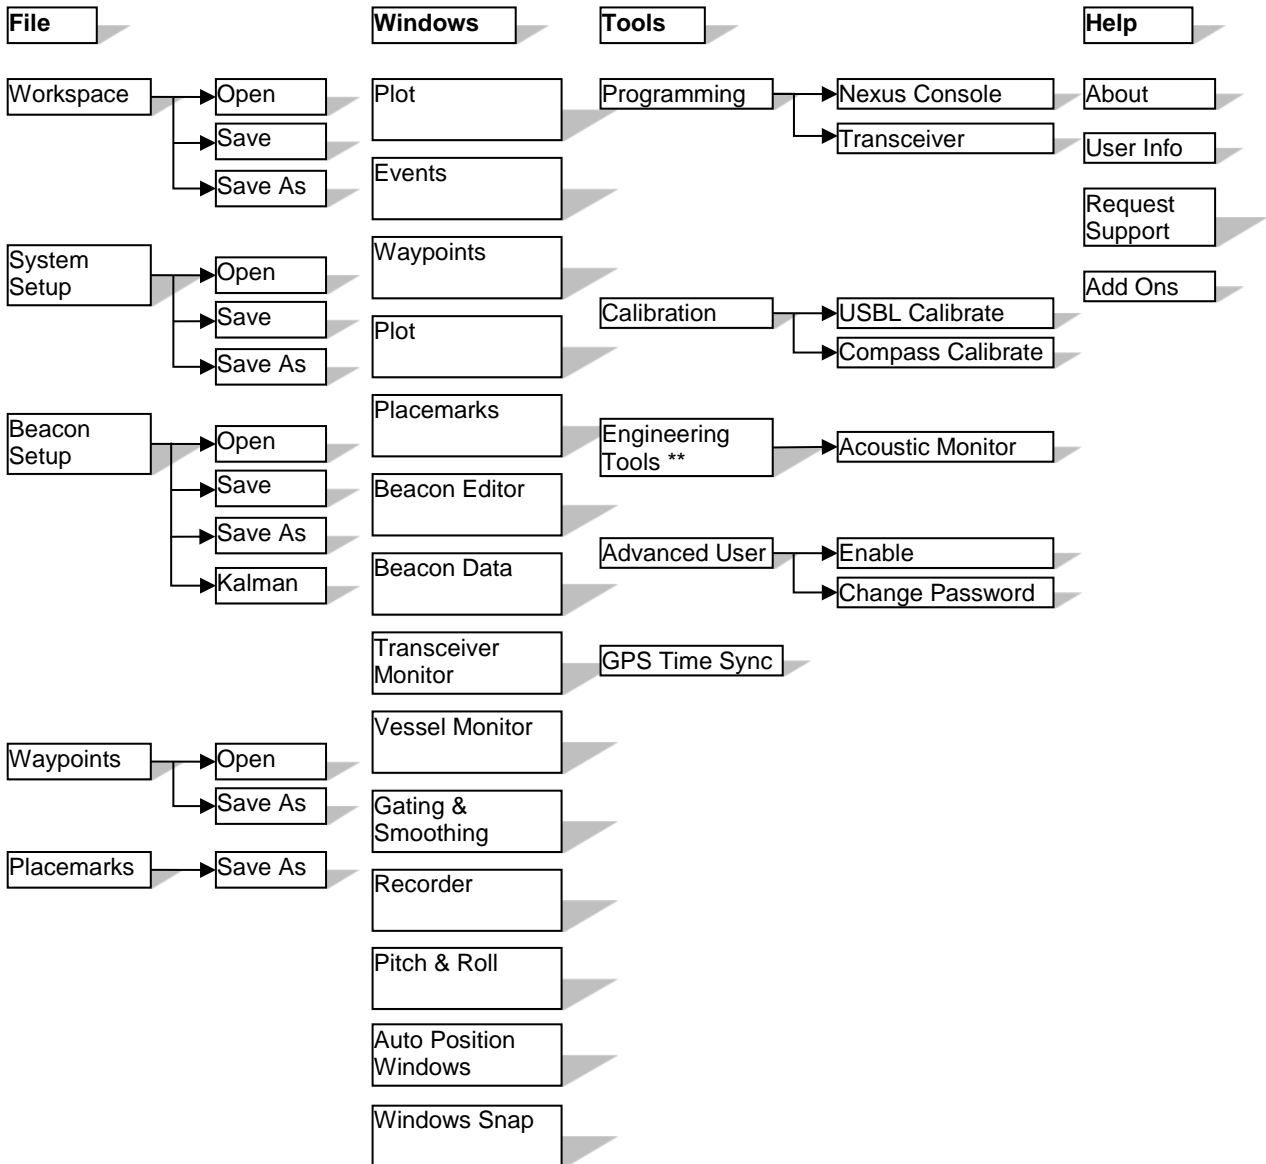 File
Workspace
Open
Save
Save As
System
Setup
Open
Save
Save As
Beacon
Setup
Open
Save
Save As
Kalman
Waypoints
Open
Save As
Placemarks
Save As
Windows
Plot
Events
Waypoints
Plot
Placemarks
Beacon Editor
Beacon Data
Transceiver
Monitor
Vessel Monitor
Gating &
Smoothing
Recorder
Pitch & Roll
Auto Position
Windows
Windows Snap
Tools
Programming
Nexus Console
Transceiver
Calibration
USBL Calibrate
Compass Calibrate
Engineering
Tools **
Acoustic Monitor
Advanced User
Enable
Change Password
GPS Time Sync
Help
About
User Info
Request
Support
Add Ons